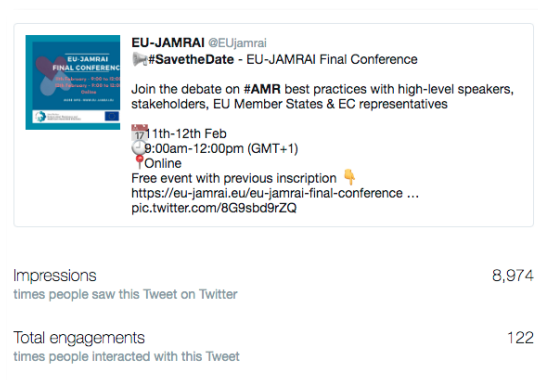 EU-JAMRAI
FINAL CONFERENCE
Online
EU-JAMRAI @EUjamrai
#SavetheDate - EU-JAMRAI Final Conference
Join the debate on #AMR best practices with high-level speakers,
stakeholders, EU Member States & EC representatives
17 11th-12th Feb
9:00am-12:00pm (GMT+1)
Online
Free event with previous inscription 👇
https://eu-jamrai.eu/eu-jamrai-final-conference …
pic.twitter.com/8G9sbd9rZQ
Impressions 8,974
times people saw this Tweet on Twitter
Total engagements 122
times people interacted with this Tweet